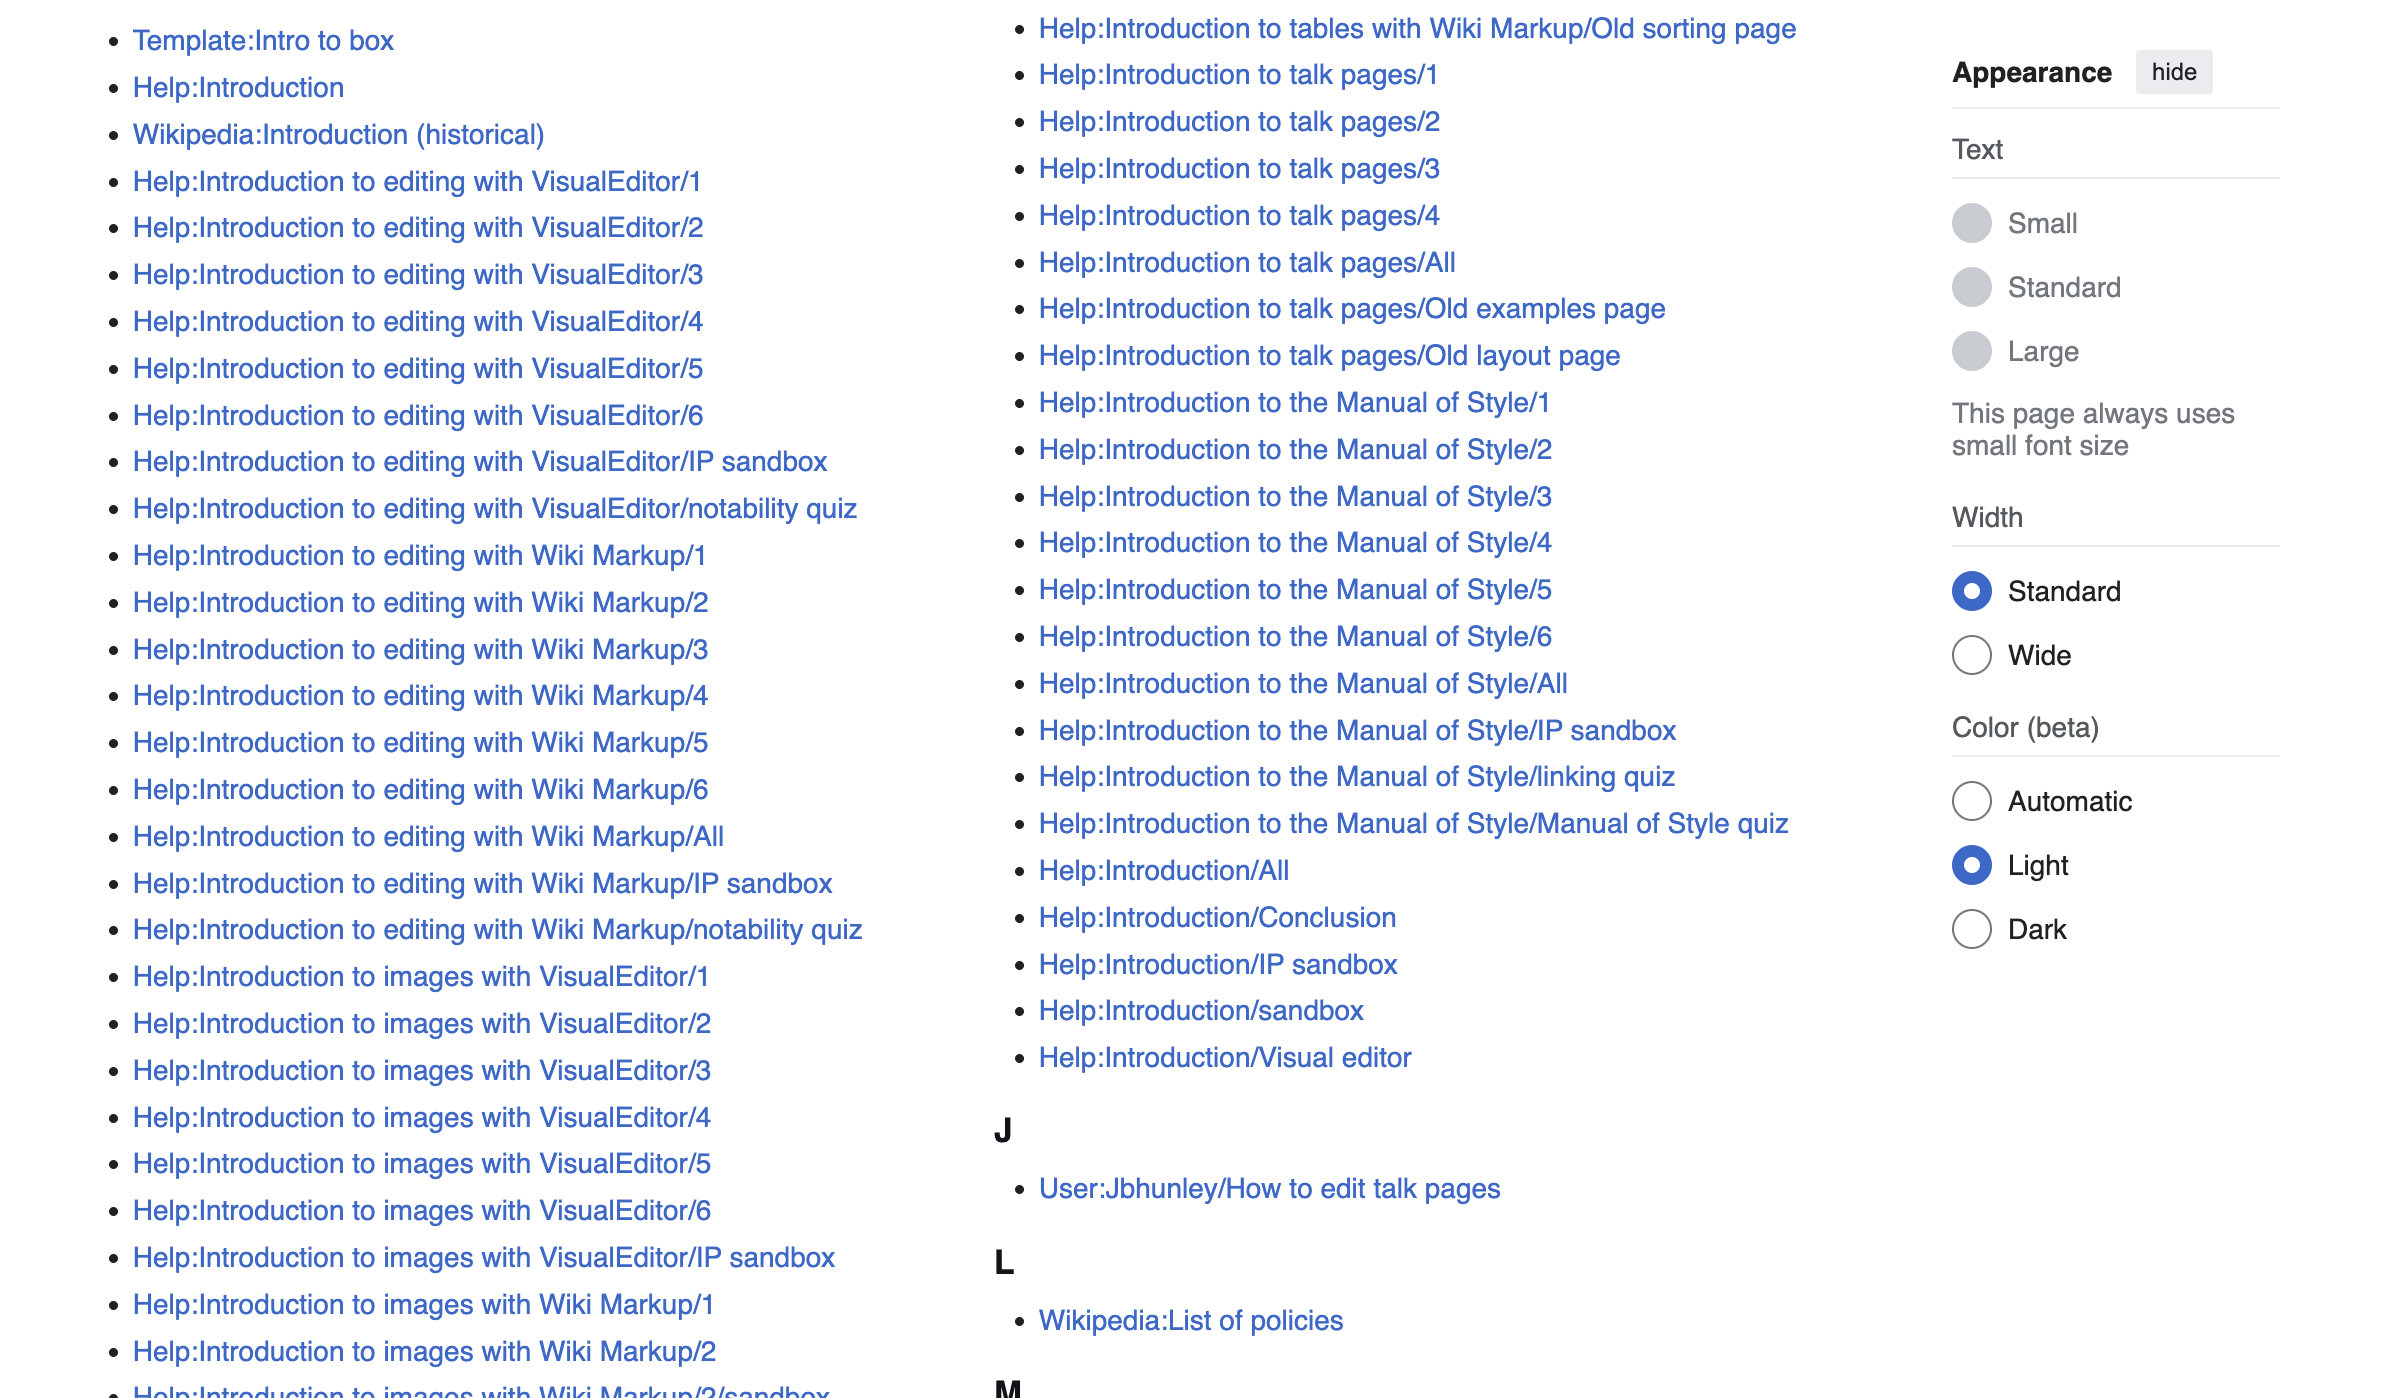 Template:Intro to box
Help:Introduction
Wikipedia:Introduction (historical)
Help:Introduction to editing with VisualEditor/1
Help:Introduction to editing with VisualEditor/2
Help:Introduction to editing with VisualEditor/3
Help:Introduction to editing with VisualEditor/4
Help:Introduction to editing with VisualEditor/5
Help:Introduction to editing with VisualEditor/6
Help:Introduction to editing with VisualEditor/IP sandbox
Help:Introduction to editing with VisualEditor/notability quiz
Help:Introduction to editing with Wiki Markup/1
Help:Introduction to editing with Wiki Markup/2
Help:Introduction to editing with Wiki Markup/3
Help:Introduction to editing with Wiki Markup/4
Help:Introduction to editing with Wiki Markup/5
Help:Introduction to editing with Wiki Markup/6
Help:Introduction to editing with Wiki Markup/All
Help:Introduction to editing with Wiki Markup/IP sandbox
Help:Introduction to editing with Wiki Markup/notability quiz
Help:Introduction to images with VisualEditor/1
Help:Introduction to images with VisualEditor/2
Help:Introduction to images with VisualEditor/3
Help:Introduction to images with VisualEditor/4
Help:Introduction to images with VisualEditor/5
Help:Introduction to images with VisualEditor/6
Help:Introduction to images with VisualEditor/IP sandbox
Help:Introduction to images with Wiki Markup/1
Help:Introduction to images with Wiki Markup/2
Help:Introduction to images with Wiki Markup/2/sandbox
Help:Introduction to tables with Wiki Markup/Old sorting page
Help:Introduction to talk pages/1
Help:Introduction to talk pages/2
Help:Introduction to talk pages/3
Help:Introduction to talk pages/4
Help:Introduction to talk pages/All
Help:Introduction to talk pages/Old examples page
Help:Introduction to talk pages/Old layout page
Help:Introduction to the Manual of Style/1
Help:Introduction to the Manual of Style/2
Help:Introduction to the Manual of Style/3
Help:Introduction to the Manual of Style/4
Help:Introduction to the Manual of Style/5
Help:Introduction to the Manual of Style/6
Help:Introduction to the Manual of Style/All
Help:Introduction to the Manual of Style/IP sandbox
Help:Introduction to the Manual of Style/linking quiz
Help:Introduction to the Manual of Style/Manual of Style quiz
Help:Introduction/All
Help:Introduction/Conclusion
Help:Introduction/IP sandbox
Help:Introduction/sandbox
Help:Introduction/Visual editor
J
User:Jbhunley/How to edit talk pages
L
Wikipedia:List of policies
M
Appearance hide
Text
Small
Standard
Large
This page always uses
small font size
Width
Standard
Wide
Color (beta)
Automatic
Light
Dark